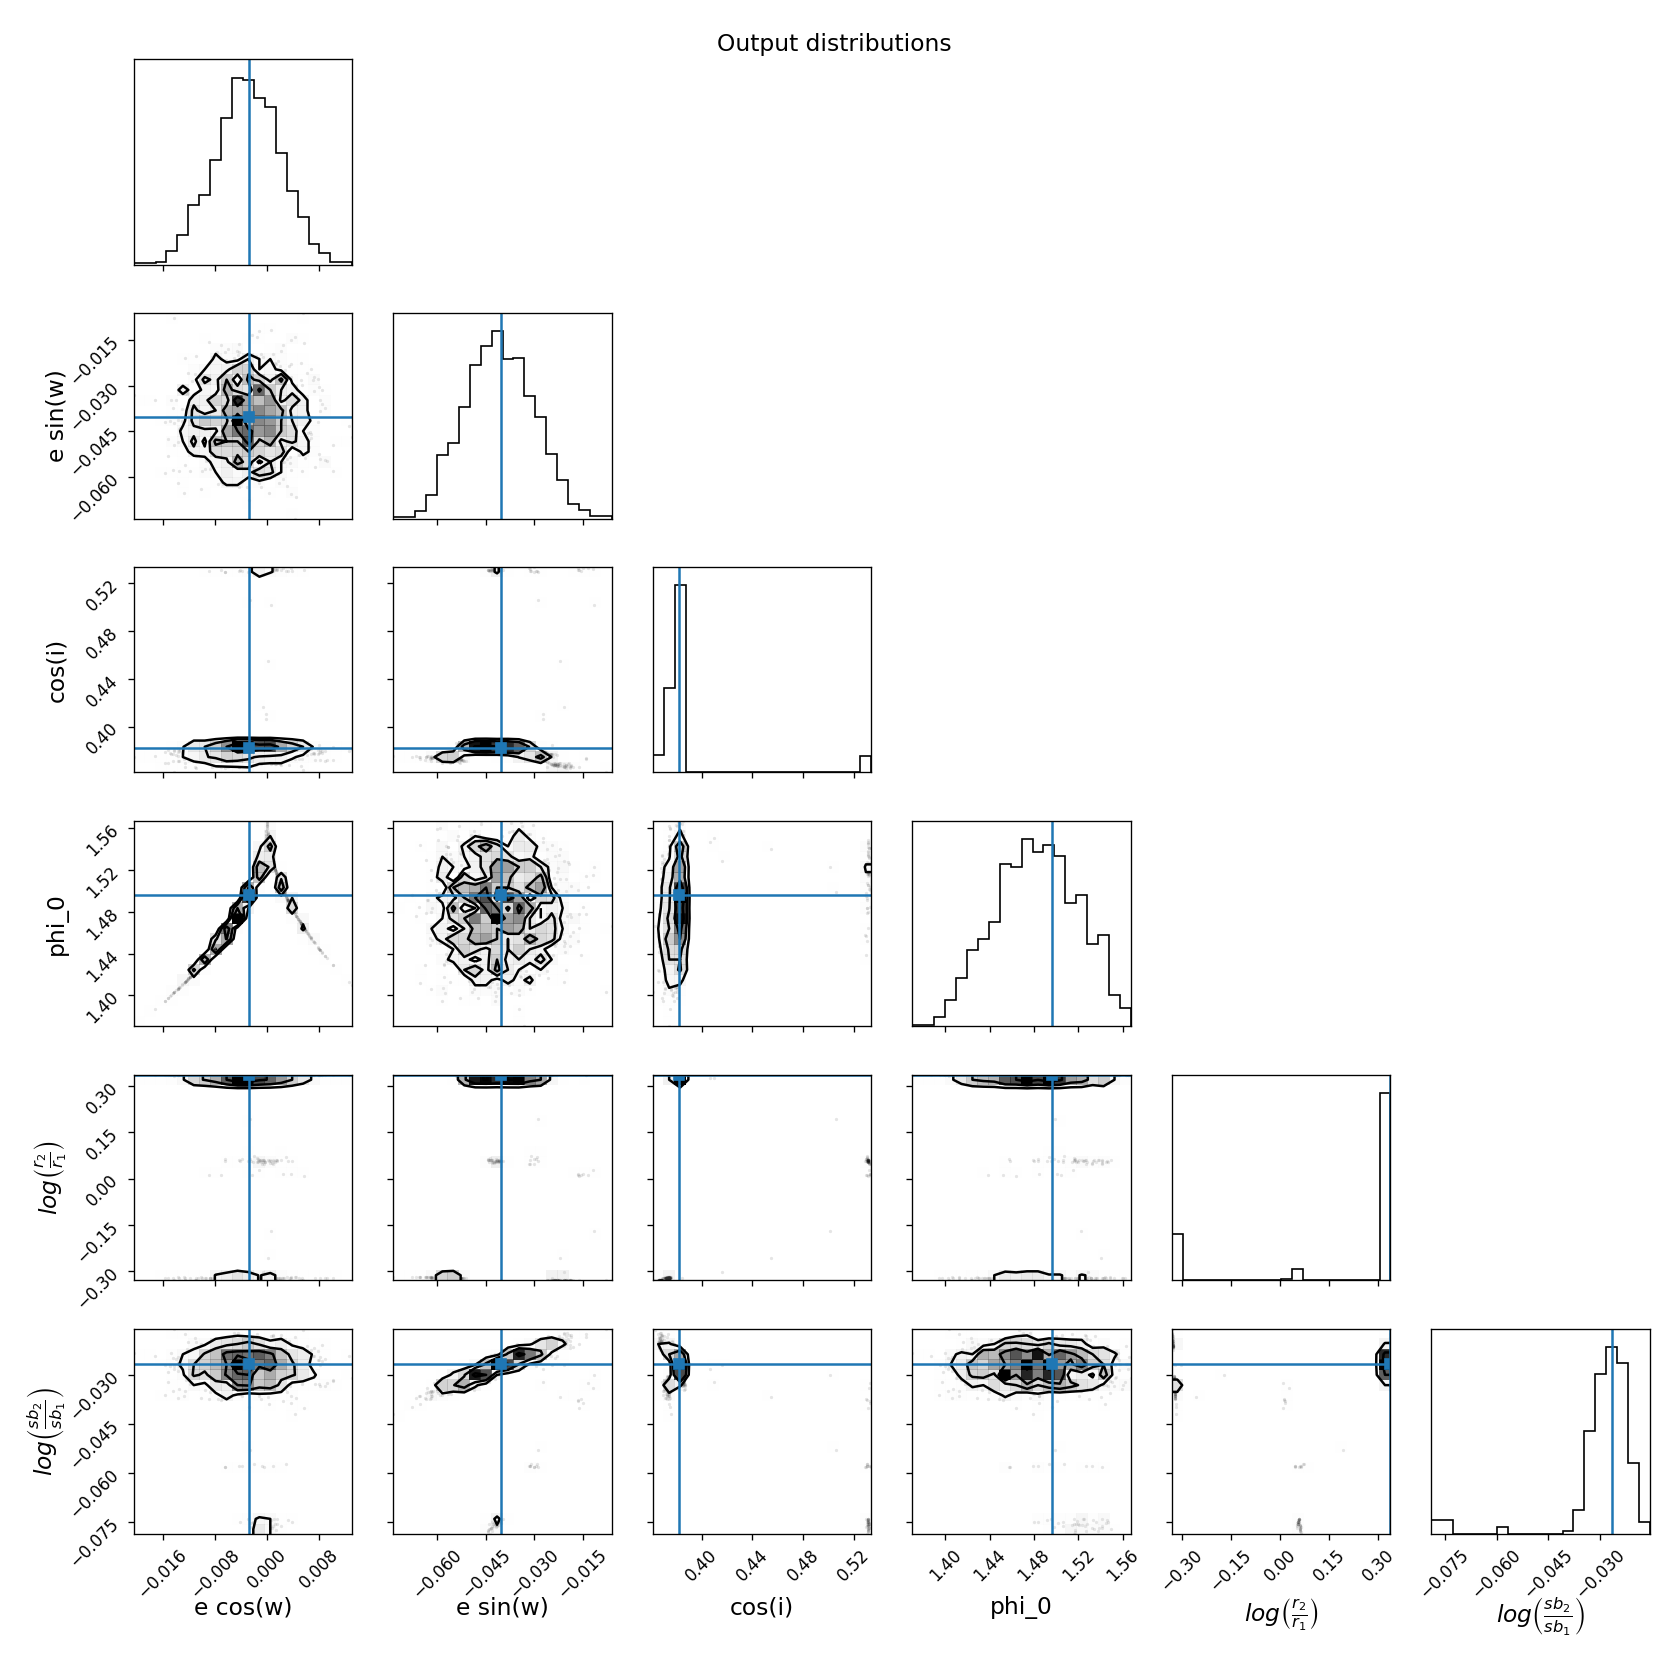 Output distributions
e sin(w)
−0.015
−0.030
−0.045
−0.060
cos(i)
0.52
0.48
0.44
0.40
phi_0
1.56
1.52
1.48
1.44
1.40
log(r₂/r₁)
0.30
0.15
0.00
−0.15
−0.30
log(sb₂/sb₁)
−0.030
−0.045
−0.060
−0.075
−0.016 −0.008 0.000 0.008
−0.060 −0.045 −0.030 −0.015
0.40 0.44 0.48 0.52
1.40 1.44 1.48 1.52 1.56
−0.30 −0.15 0.00 0.15 0.30
−0.075 −0.060 −0.045 −0.030
e cos(w)
e sin(w)
cos(i)
phi_0
log(r₂/r₁)
log(sb₂/sb₁)